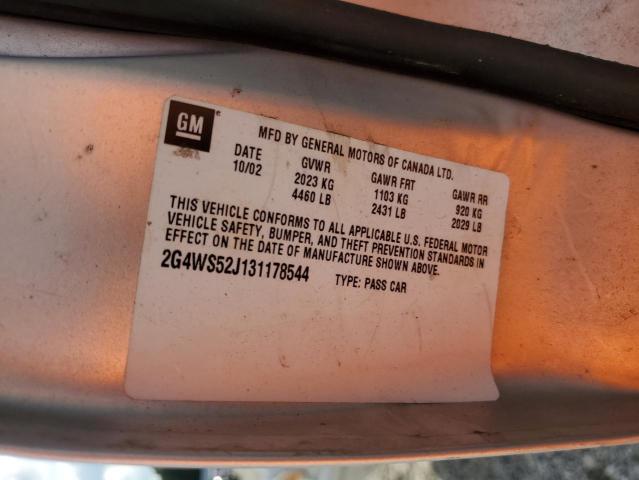 GM
MFD BY GENERAL MOTORS OF CANADA LTD.
DATE GVWR GAWR FRT GAWR RR
10/02 2023 KG 1103 KG 920 KG
4460 LB 2431 LB 2029 LB
THIS VEHICLE CONFORMS TO ALL APPLICABLE U.S. FEDERAL MOTOR
VEHICLE SAFETY, BUMPER, AND THEFT PREVENTION STANDARDS IN
EFFECT ON THE DATE OF MANUFACTURE SHOWN ABOVE.
2G4WS52J131178544 TYPE: PASS CAR